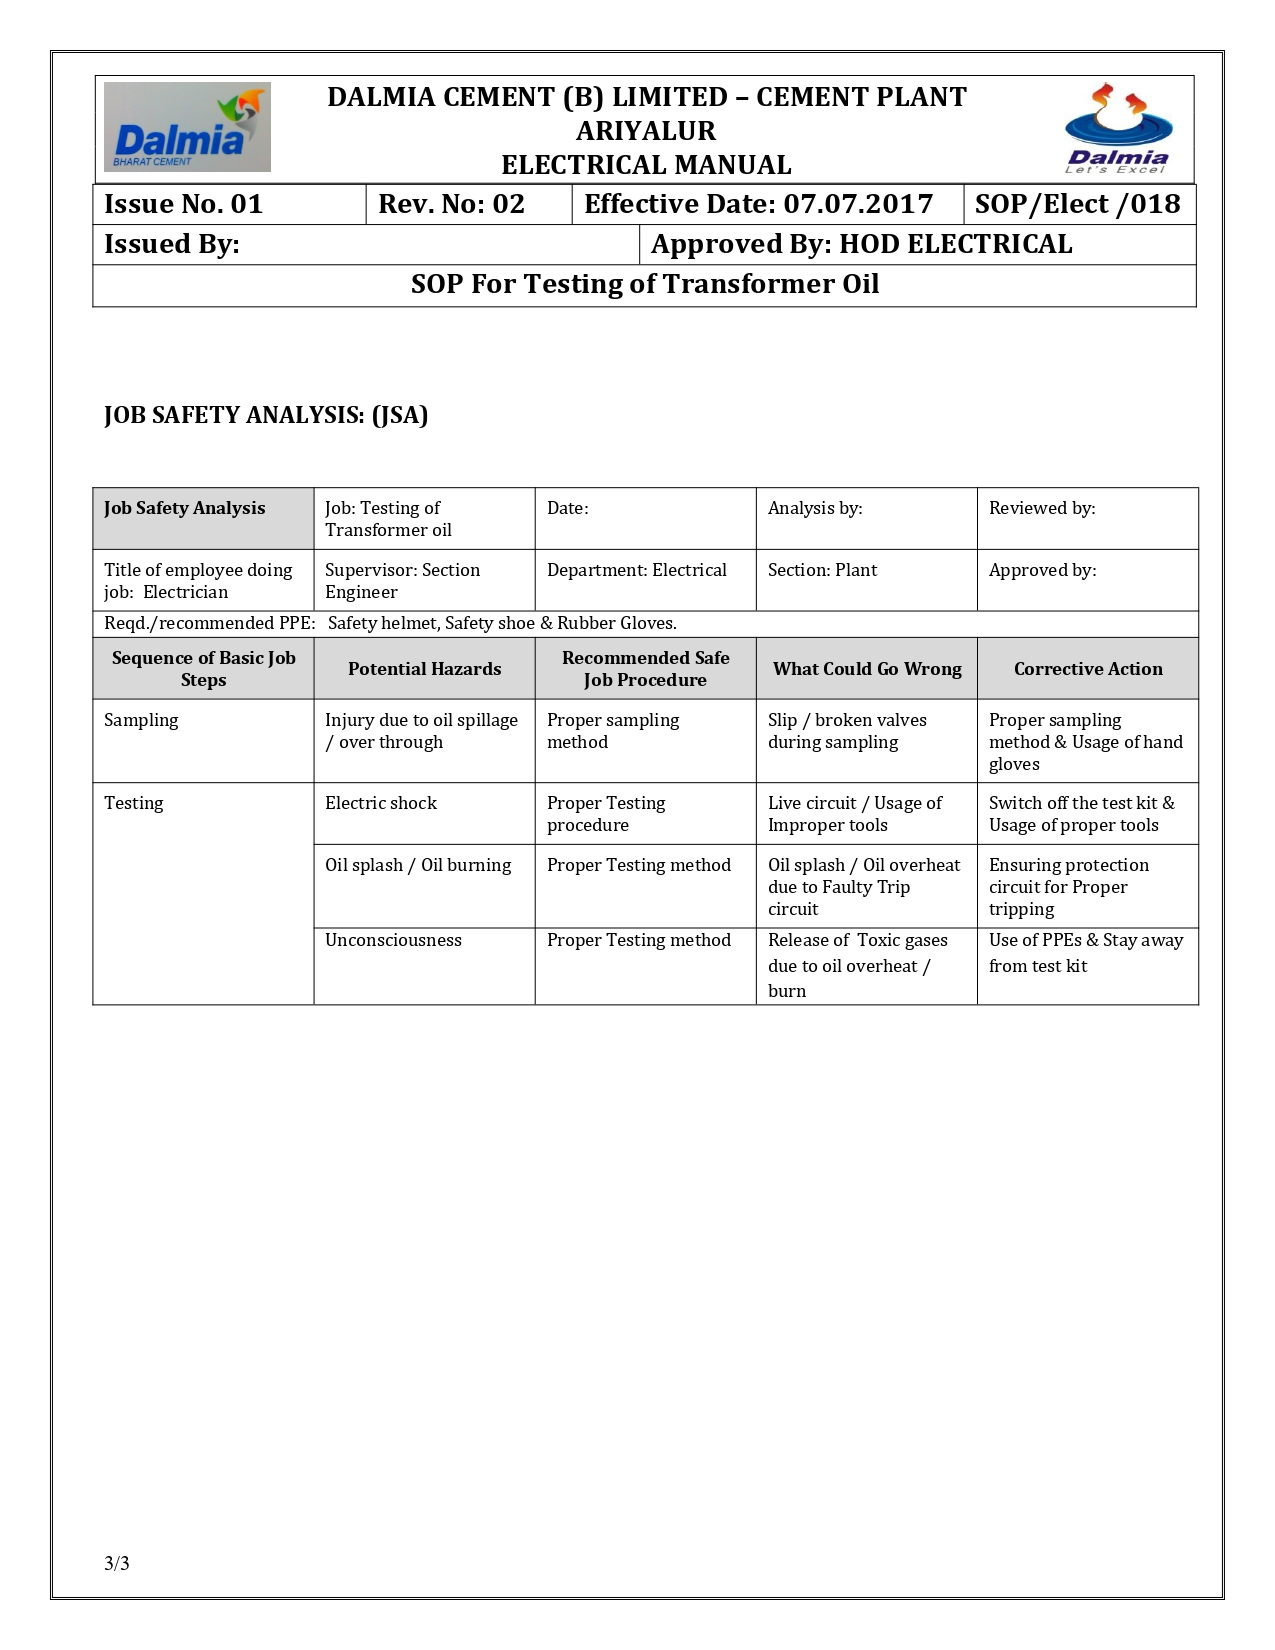 Dalmia
BHARAT CEMENT
DALMIA CEMENT (B) LIMITED – CEMENT PLANT
ARIYALUR
ELECTRICAL MANUAL
Dalmia
Let's Excel
Issue No. 01 Rev. No: 02 Effective Date: 07.07.2017 SOP/Elect /018
Issued By: Approved By: HOD ELECTRICAL
SOP For Testing of Transformer Oil
JOB SAFETY ANALYSIS: (JSA)
Job Safety Analysis
Job: Testing of
Transformer oil
Date:
Analysis by:
Reviewed by:
Title of employee doing
job: Electrician
Supervisor: Section
Engineer
Department: Electrical
Section: Plant
Approved by:
Reqd./recommended PPE: Safety helmet, Safety shoe & Rubber Gloves.
Sequence of Basic Job
Steps
Potential Hazards
Recommended Safe
Job Procedure
What Could Go Wrong
Corrective Action
Sampling
Injury due to oil spillage
/ over through
Proper sampling
method
Slip / broken valves
during sampling
Proper sampling
method & Usage of hand
gloves
Testing
Electric shock
Proper Testing
procedure
Live circuit / Usage of
Improper tools
Switch off the test kit &
Usage of proper tools
Oil splash / Oil burning
Proper Testing method
Oil splash / Oil overheat
due to Faulty Trip
circuit
Ensuring protection
circuit for Proper
tripping
Unconsciousness
Proper Testing method
Release of Toxic gases
due to oil overheat /
burn
Use of PPEs & Stay away
from test kit
3/3